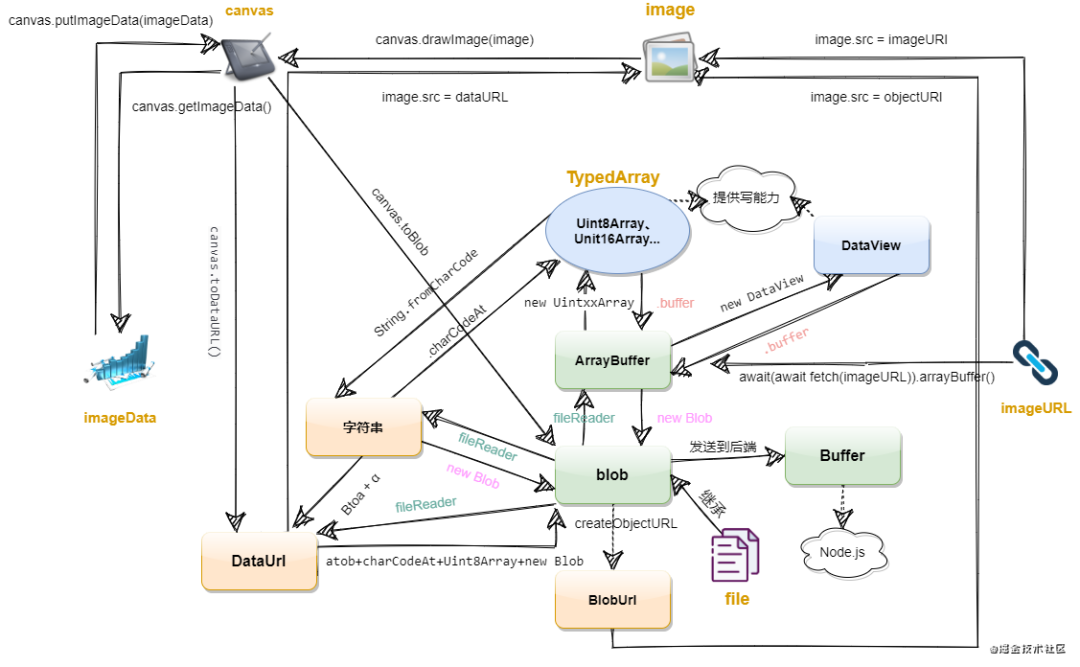 canvas
image
canvas.putImageData(imageData)
canvas.drawImage(image)
image.src = imageURI
canvas.getImageData()
image.src = dataURL
image.src = objectURI
TypedArray
提供写能力
Uint8Array、
Unit16Array...
DataView
canvas.toBlob
canvas.toDataURL()
String.fromCharCode
.charCodeAt
new UintxxArray
.buffer
new DataView
.buffer
ArrayBuffer
await(await fetch(imageURL)).arrayBuffer()
imageData
imageURL
字符串
fileReader
new Blob
fileReader
new Blob
发送到后端
Buffer
blob
Btoa + α
fileReader
createObjectURL
继承
DataUrl
atob+charCodeAt+Uint8Array+new Blob
Node.js
BlobUrl
file
@掘金技术社区